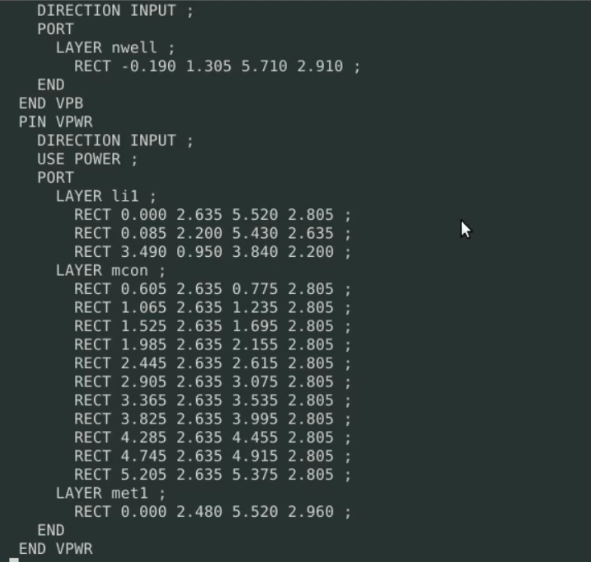 DIRECTION INPUT ;
PORT
LAYER nwell ;
RECT -0.190 1.305 5.710 2.910 ;
END
END VPB
PIN VPWR
DIRECTION INPUT ;
USE POWER ;
PORT
LAYER li1 ;
RECT 0.000 2.635 5.520 2.805 ;
RECT 0.085 2.200 5.430 2.635 ;
RECT 3.490 0.950 3.840 2.200 ;
LAYER mcon ;
RECT 0.605 2.635 0.775 2.805 ;
RECT 1.065 2.635 1.235 2.805 ;
RECT 1.525 2.635 1.695 2.805 ;
RECT 1.985 2.635 2.155 2.805 ;
RECT 2.445 2.635 2.615 2.805 ;
RECT 2.905 2.635 3.075 2.805 ;
RECT 3.365 2.635 3.535 2.805 ;
RECT 3.825 2.635 3.995 2.805 ;
RECT 4.285 2.635 4.455 2.805 ;
RECT 4.745 2.635 4.915 2.805 ;
RECT 5.205 2.635 5.375 2.805 ;
LAYER met1 ;
RECT 0.000 2.480 5.520 2.960 ;
END
END VPWR